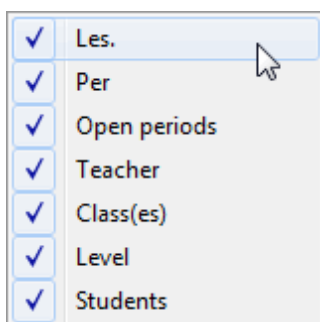 Les.
Per
Open periods
Teacher
Class(es)
Level
Students